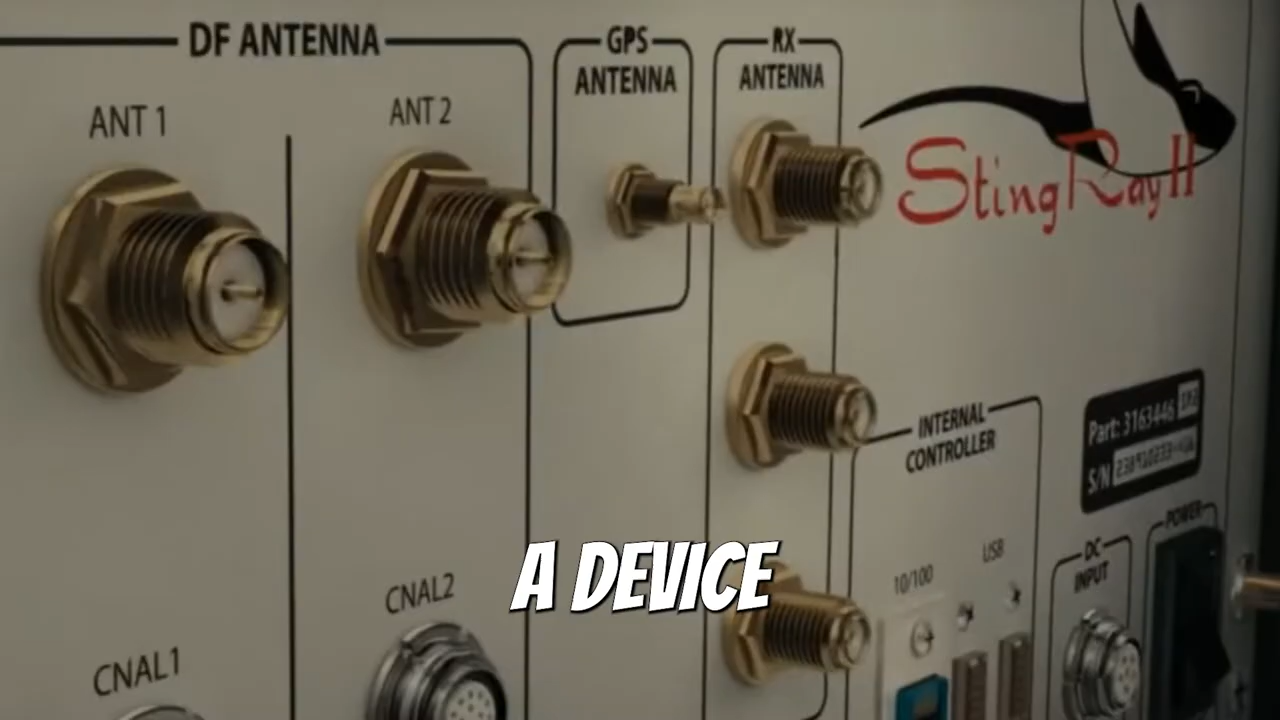 DF ANTENNA
ANT 1
ANT 2
GPS
ANTENNA
RX
ANTENNA
StingRay II
INTERNAL
CONTROLLER
Part: 3163446
S/N
POWER
DC
INPUT
USB
10/100
A DEVICE
CNAL2
CNAL1